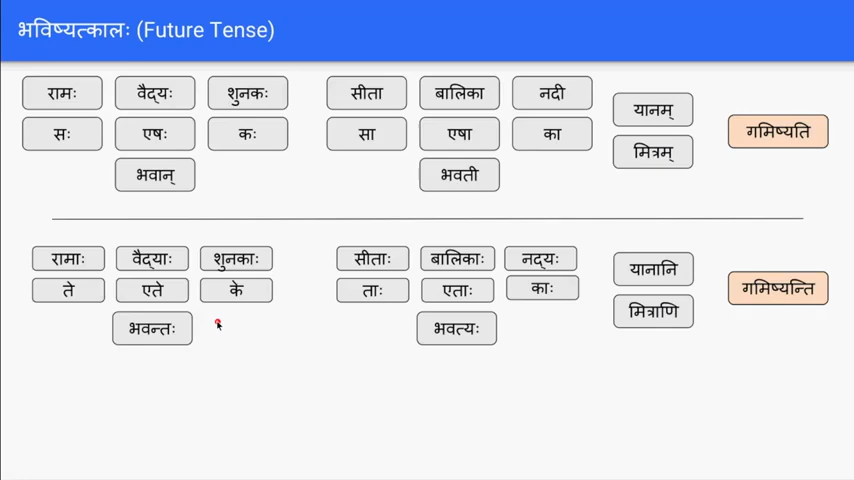 भविष्यत्कालः (Future Tense)
रामः वैद्यः शुनकः सीता बालिका नदी यानम्
सः एषः कः सा एषा का मित्रम् गमिष्यति
भवान् भवती
रामाः वैद्याः शुनकाः सीताः बालिकाः नद्यः यानानि
ते एते के ताः एताः काः मित्राणि गमिष्यन्ति
भवन्तः भवत्यः